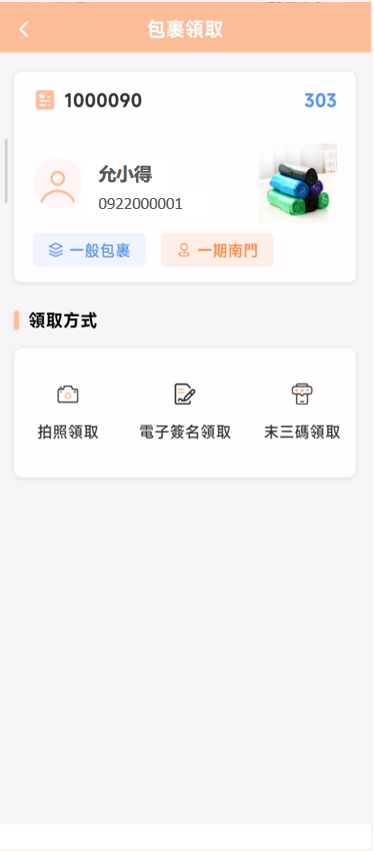 包裹領取
1000090
303
允小得
0922000001
一般包裹
一期南門
領取方式
拍照領取
電子簽名領取
末三碼領取